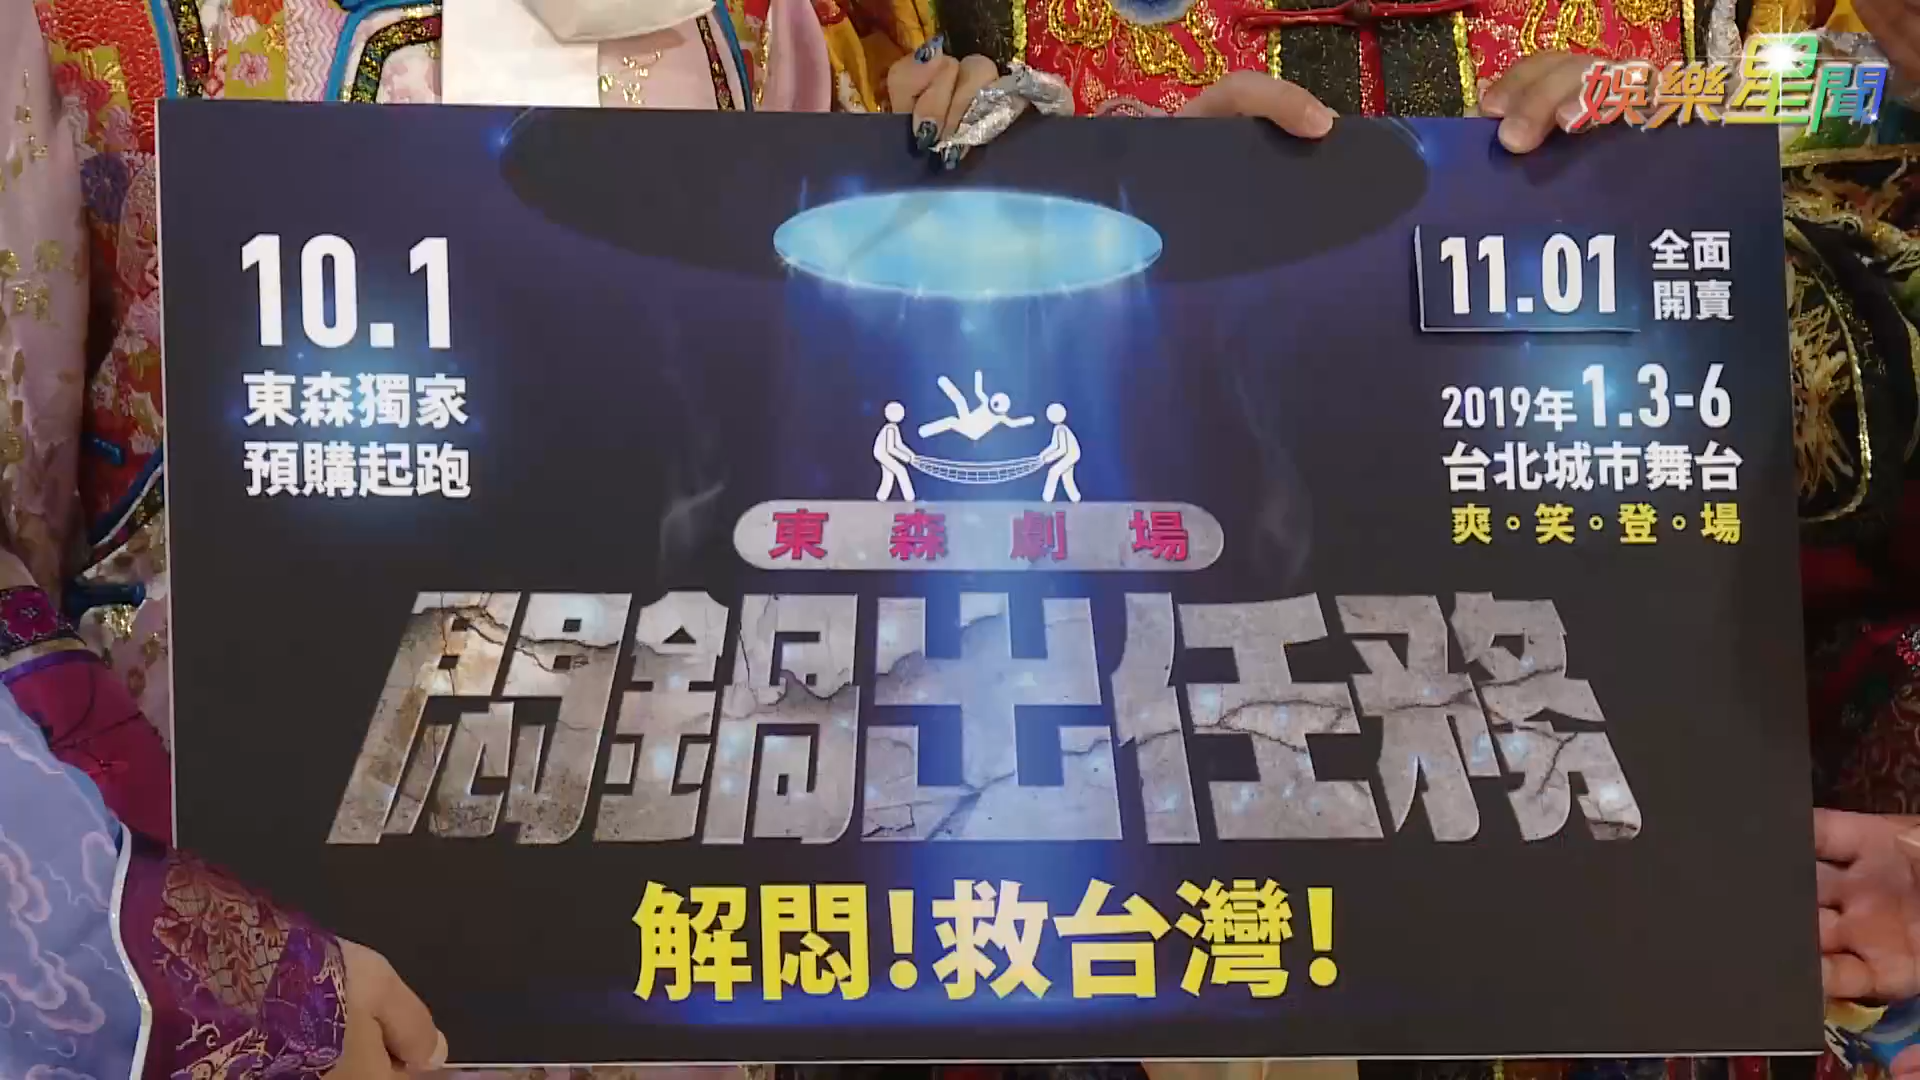 娛樂星聞
10.1
東森獨家
預購起跑
11.01 全面開賣
2019年1.3-6
台北城市舞台
爽。笑。登。場
東森劇場
悶鍋出任務
解悶!救台灣!